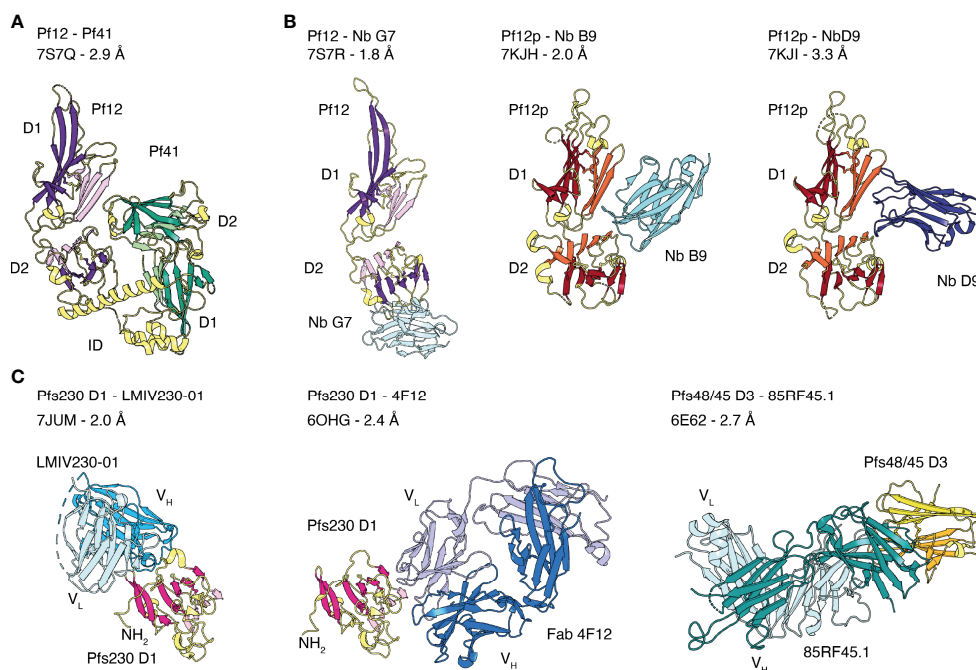 A
Pf12 - Pf41
7S7Q - 2.9 Å
D1
Pf12
Pf41
D2
D2
D1
ID
B
Pf12 - Nb G7
7S7R - 1.8 Å
Pf12
D1
D2
Nb G7
Pf12p - Nb B9
7KJH - 2.0 Å
Pf12p
D1
D2
Nb B9
Pf12p - NbD9
7KJI - 3.3 Å
Pf12p
D1
D2
Nb D9
C
Pfs230 D1 - LMIV230-01
7JUM - 2.0 Å
LMIV230-01
VH
VL
NH2
Pfs230 D1
Pfs230 D1 - 4F12
6OHG - 2.4 Å
VL
Pfs230 D1
NH2
Fab 4F12
VH
Pfs48/45 D3 - 85RF45.1
6E62 - 2.7 Å
Pfs48/45 D3
VL
85RF45.1
VH